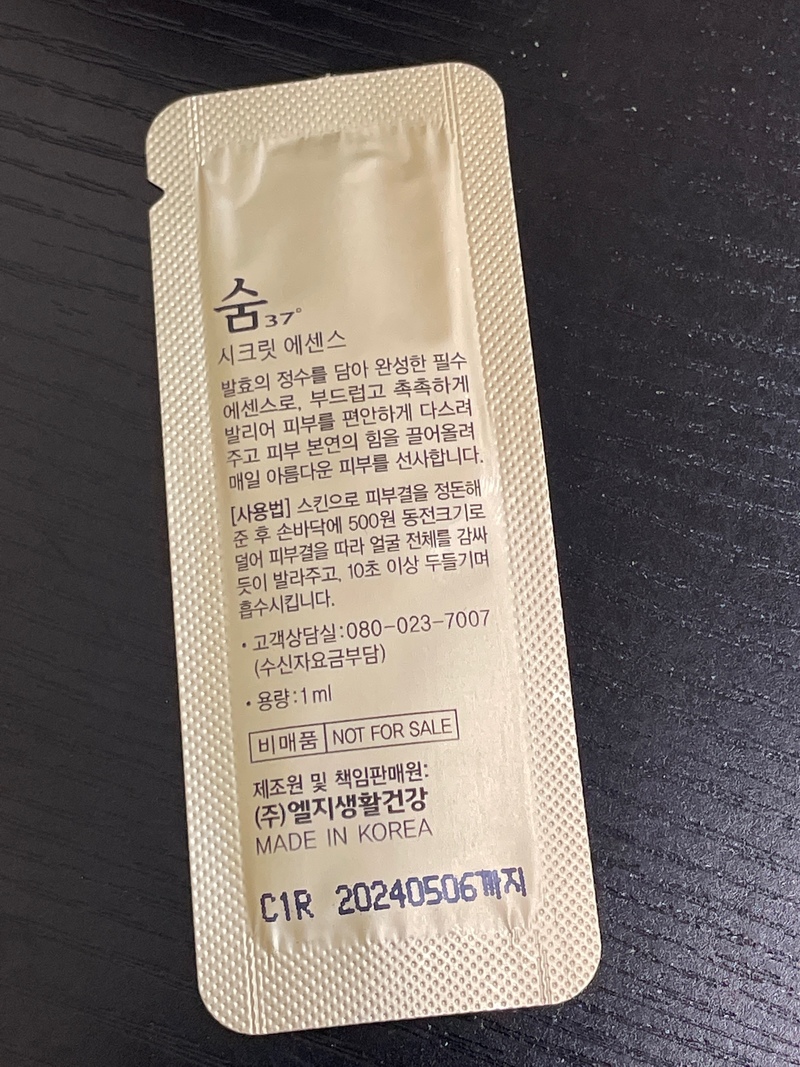 숨37°
시크릿 에센스
발효의 정수를 담아 완성한 필수
에센스로, 부드럽고 촉촉하게
발리어 피부를 편안하게 다스려
주고 피부 본연의 힘을 끌어올려
매일 아름다운 피부를 선사합니다.
[사용법] 스킨으로 피부결을 정돈해
준 후 손바닥에 500원 동전크기로
덜어 피부결을 따라 얼굴 전체를 감싸
듯이 발라주고, 10초 이상 두들기며
흡수시킵니다.
• 고객상담실:080-023-7007
(수신자요금부담)
• 용량:1ml
비매품 NOT FOR SALE
제조원 및 책임판매원:
(주)엘지생활건강
MADE IN KOREA
C1R 20240506까지